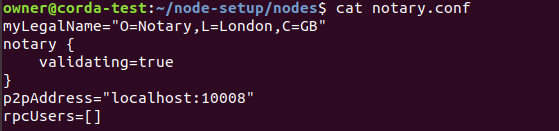 owner@corda-test:~/node-setup/nodes$ cat notary.conf
myLegalName="O=Notary,L=London,C=GB"
notary {
    validating=true
}
p2pAddress="localhost:10008"
rpcUsers=[]